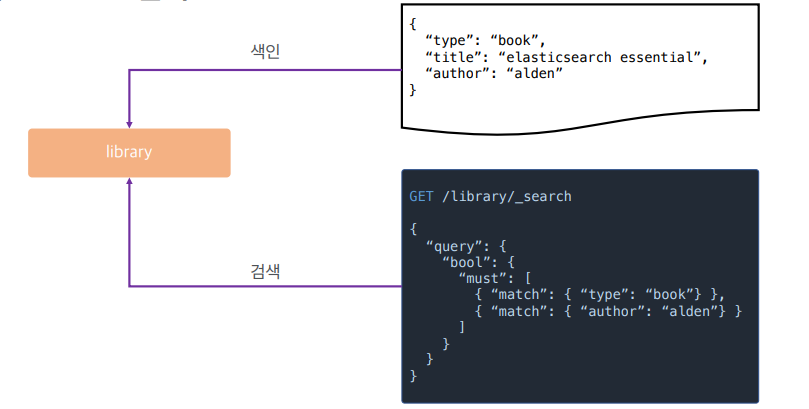 색인
{
  “type”: “book”,
  “title”: “elasticsearch essential”,
  “author”: “alden”
}
library
GET /library/_search
{
  “query”: {
    “bool”: {
      “must”: [
        { “match”: { “type”: “book”} },
        { “match”: { “author”: “alden”} }
      ]
    }
  }
}
검색